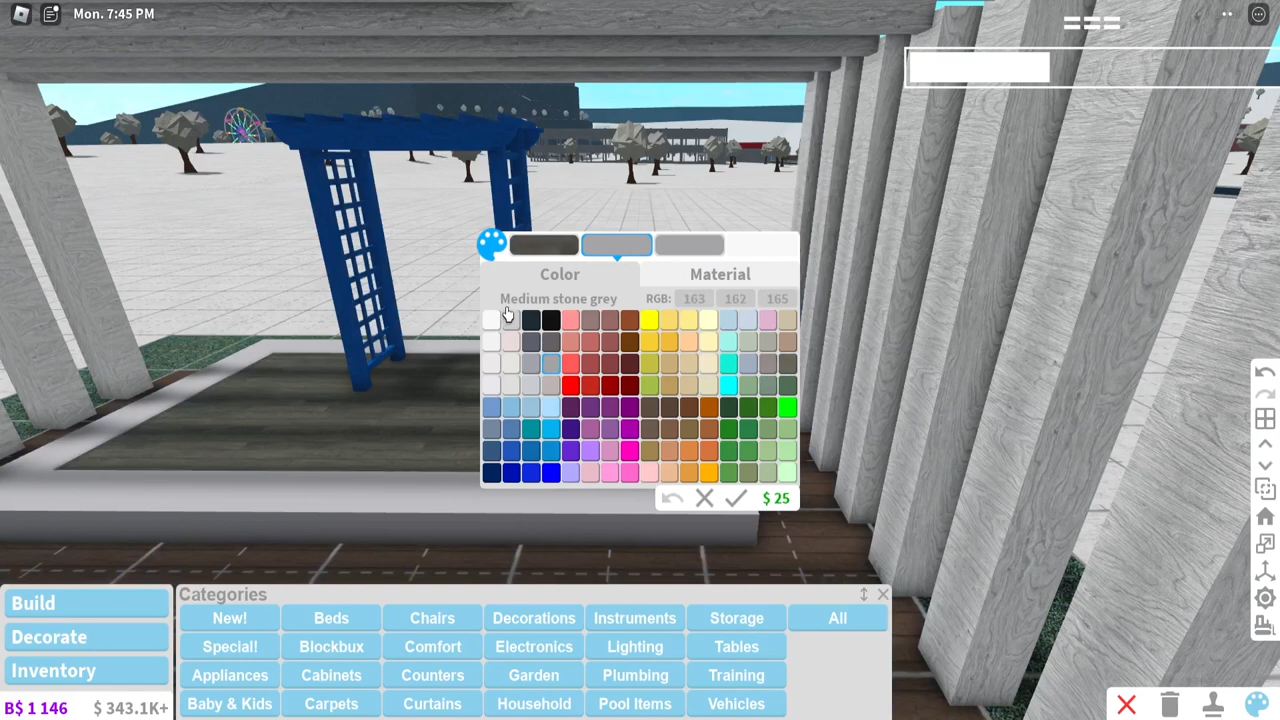 Mon. 7:45 PM
Color
Material
Medium stone grey
RGB: 163 162 165
$ 25
Build
Decorate
Inventory
B$ 1 146 $ 343.1K+
Categories
New! Beds Chairs Decorations Instruments Storage All
Special! Blockbux Comfort Electronics Lighting Tables
Appliances Cabinets Counters Garden Plumbing Training
Baby & Kids Carpets Curtains Household Pool Items Vehicles